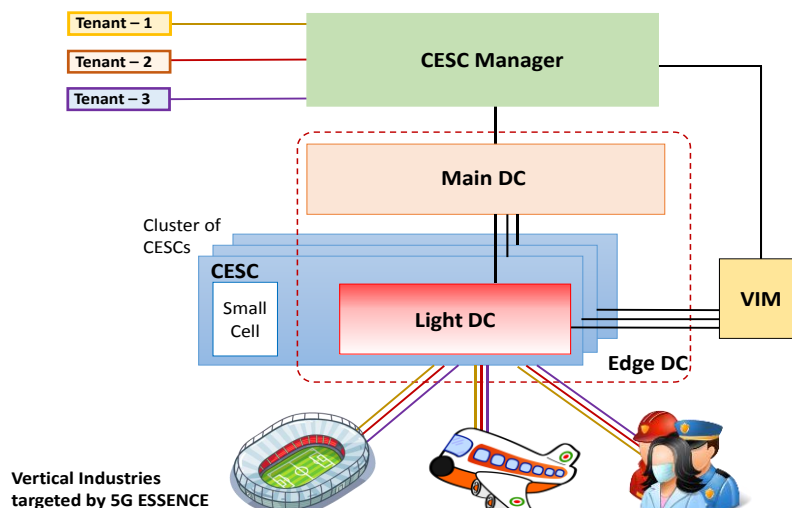 Tenant – 1
Tenant – 2
Tenant – 3
CESC Manager
Main DC
Cluster of
CESCs
CESC
Small
Cell
Light DC
VIM
Edge DC
Vertical Industries
targeted by 5G ESSENCE